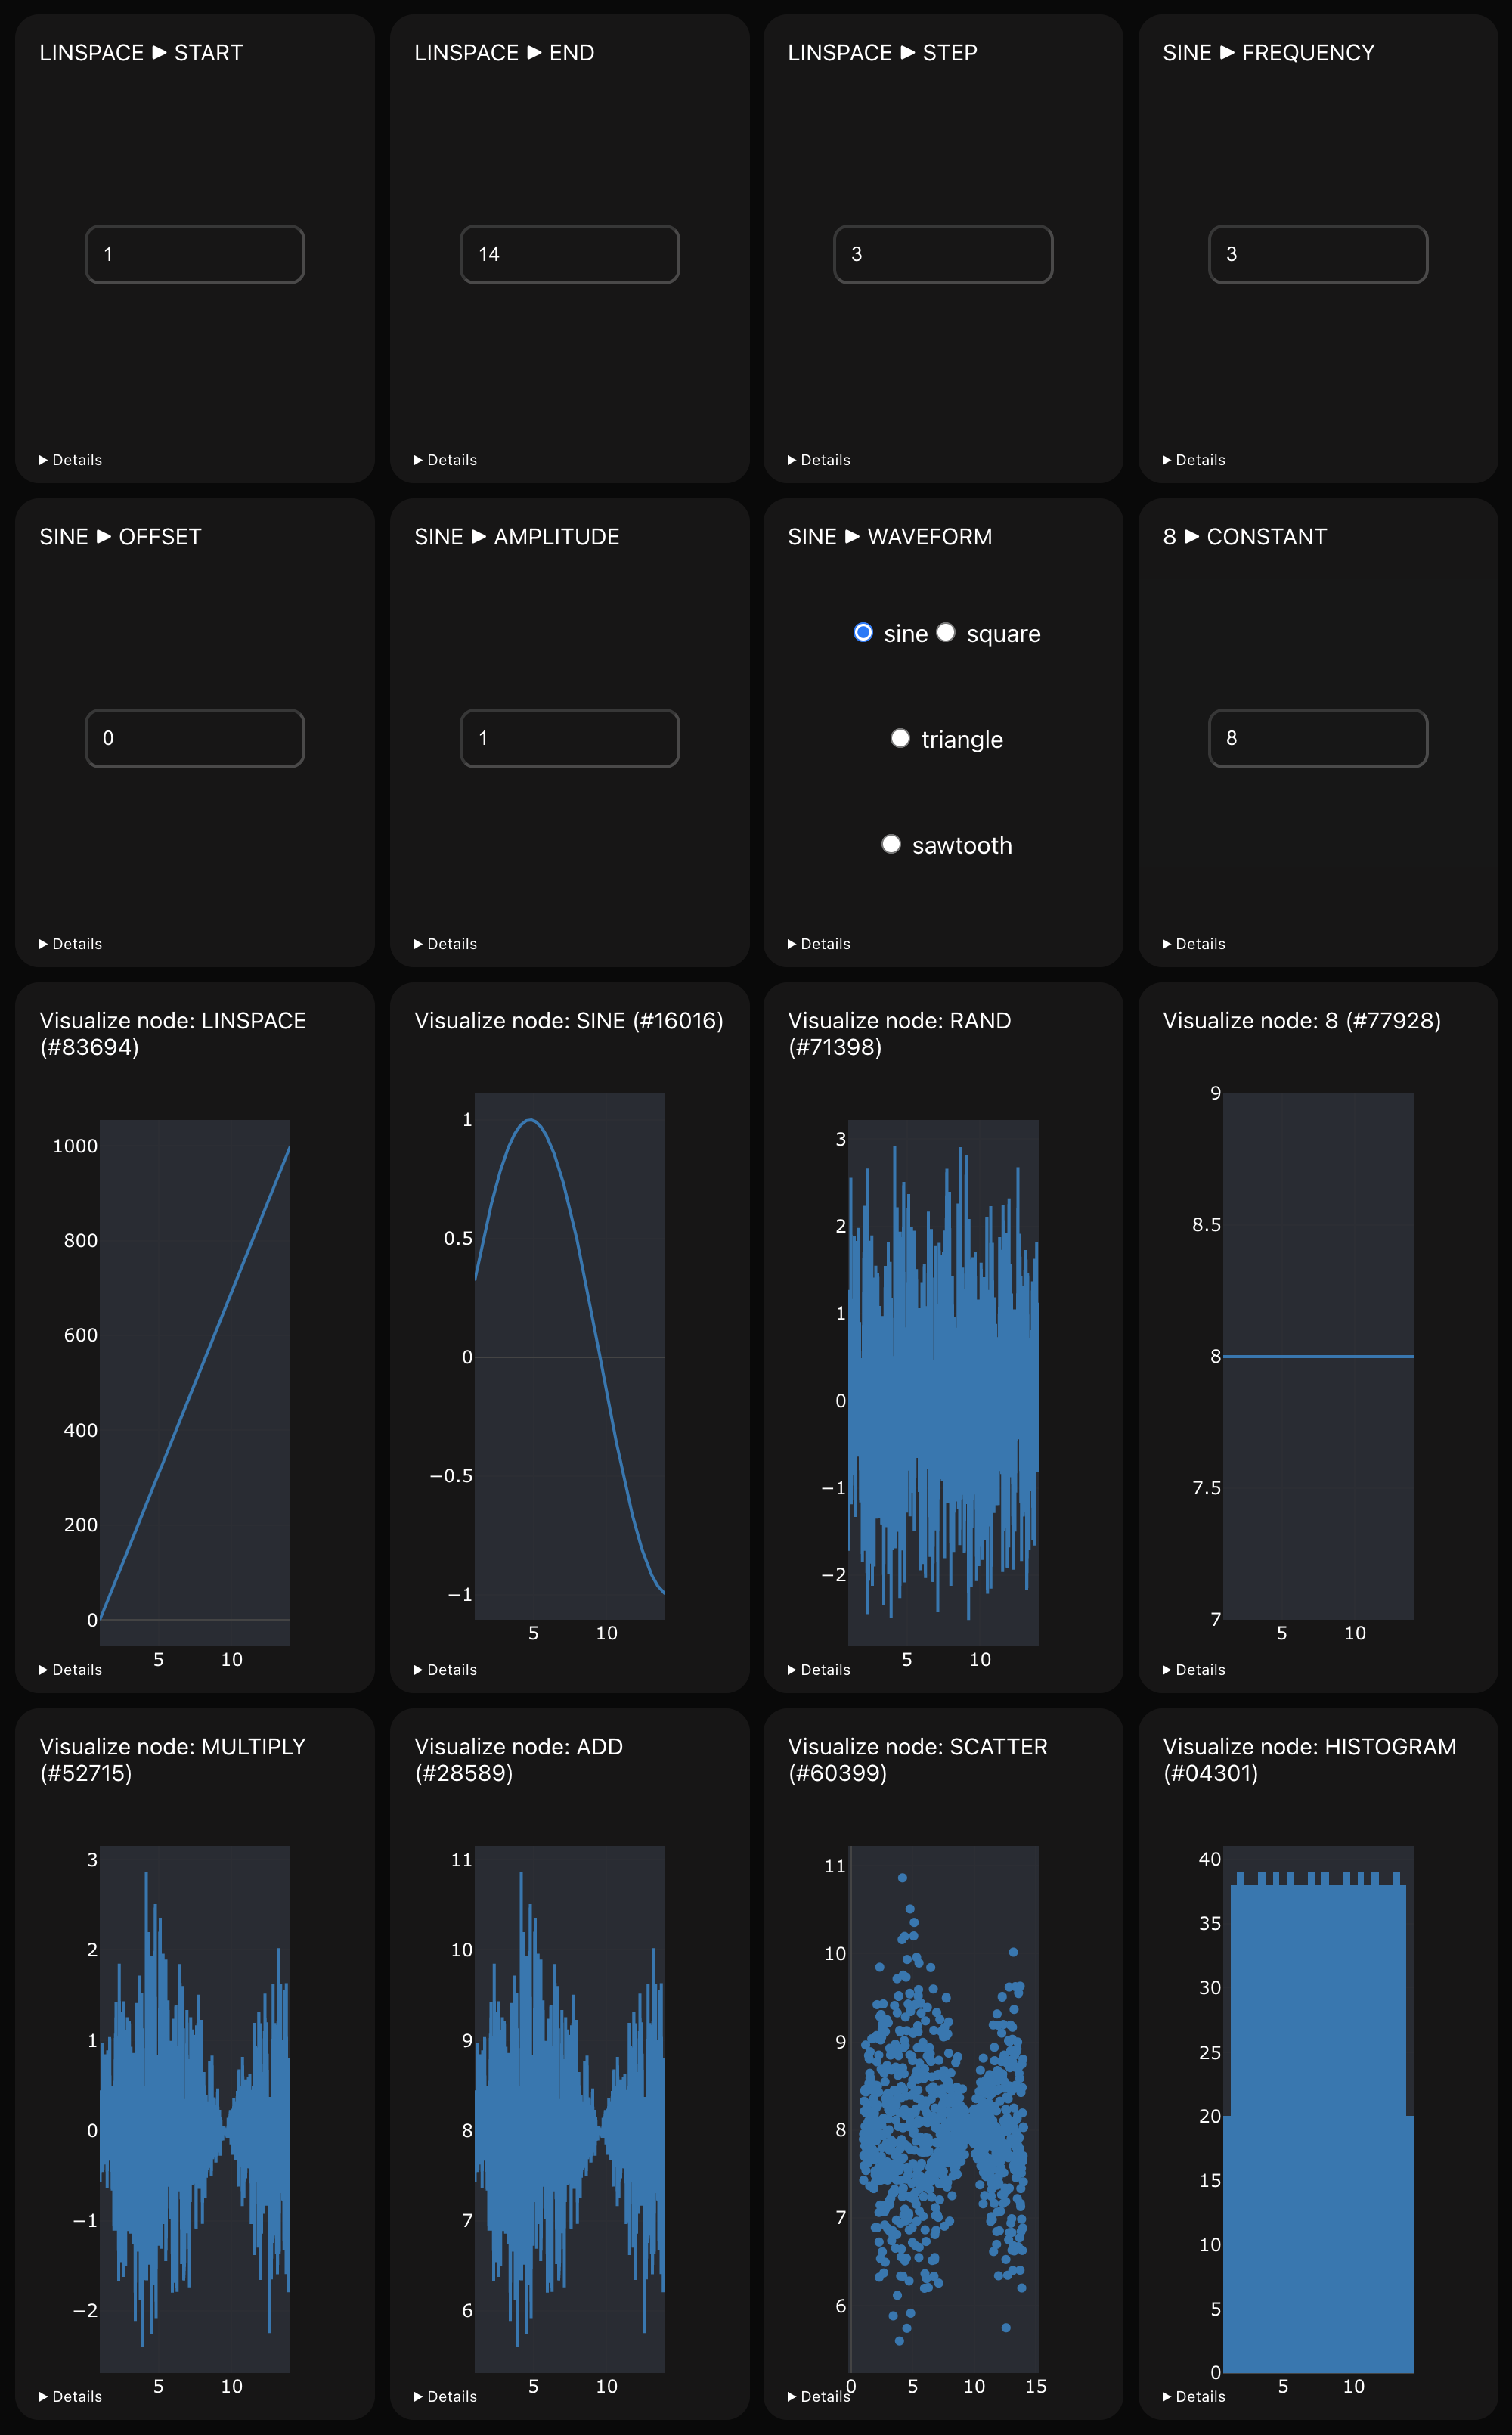 LINSPACE ▶ START
LINSPACE ▶ END
LINSPACE ▶ STEP
SINE ▶ FREQUENCY
1
14
3
3
▶ Details
▶ Details
▶ Details
▶ Details
SINE ▶ OFFSET
SINE ▶ AMPLITUDE
SINE ▶ WAVEFORM
8 ▶ CONSTANT
sine square
0
1
triangle
8
sawtooth
▶ Details
▶ Details
▶ Details
▶ Details
Visualize node: LINSPACE
(#83694)
1000
800
600
400
200
0
5 10
▶ Details
Visualize node: SINE (#16016)
1
0.5
0
−0.5
−1
5 10
▶ Details
Visualize node: RAND
(#71398)
3
2
1
0
−1
−2
5 10
▶ Details
Visualize node: 8 (#77928)
9
8.5
8
7.5
7
5 10
▶ Details
Visualize node: MULTIPLY
(#52715)
3
2
1
0
−1
−2
5 10
▶ Details
Visualize node: ADD
(#28589)
11
10
9
8
7
6
5 10
▶ Details
Visualize node: SCATTER
(#60399)
11
10
9
8
7
6
0 5 10 15
▶ Details
Visualize node: HISTOGRAM
(#04301)
40
35
30
25
20
15
10
5
0
5 10
▶ Details